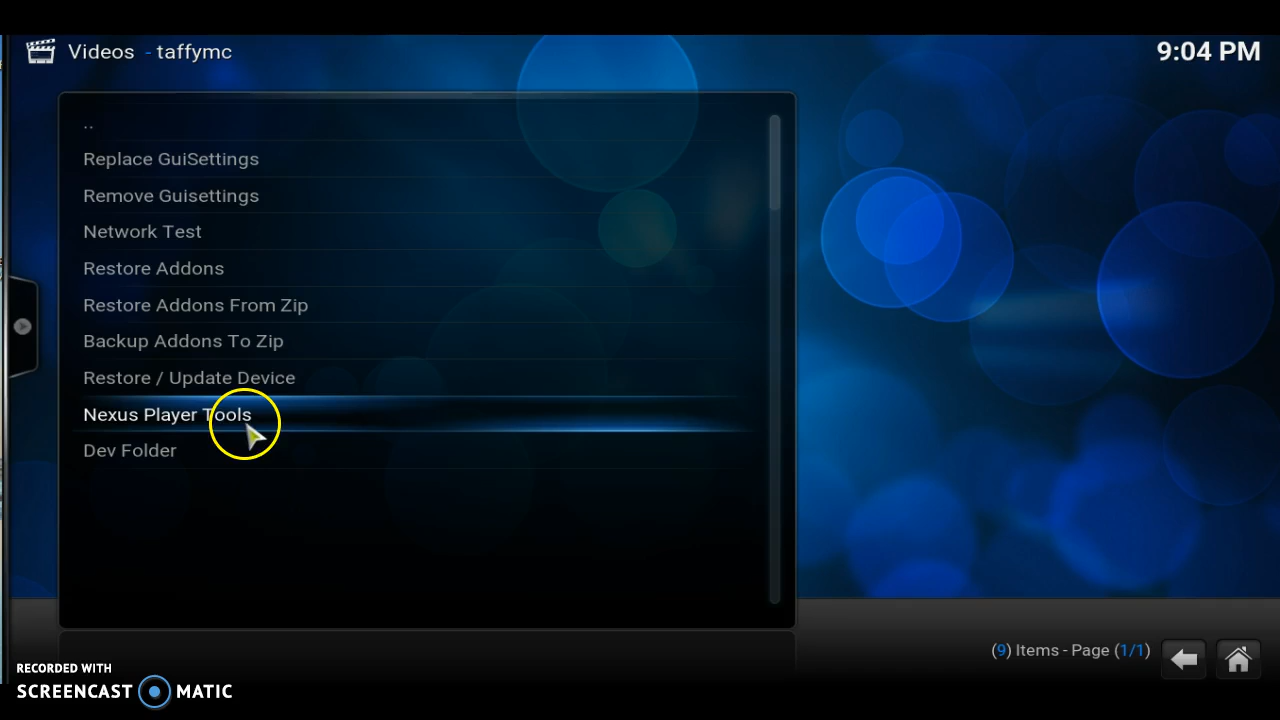 Videos - taffymc
9:04 PM
..
Replace GuiSettings
Remove Guisettings
Network Test
Restore Addons
Restore Addons From Zip
Backup Addons To Zip
Restore / Update Device
Nexus Player Tools
Dev Folder
(9) Items - Page (1/1)
RECORDED WITH
SCREENCAST MATIC